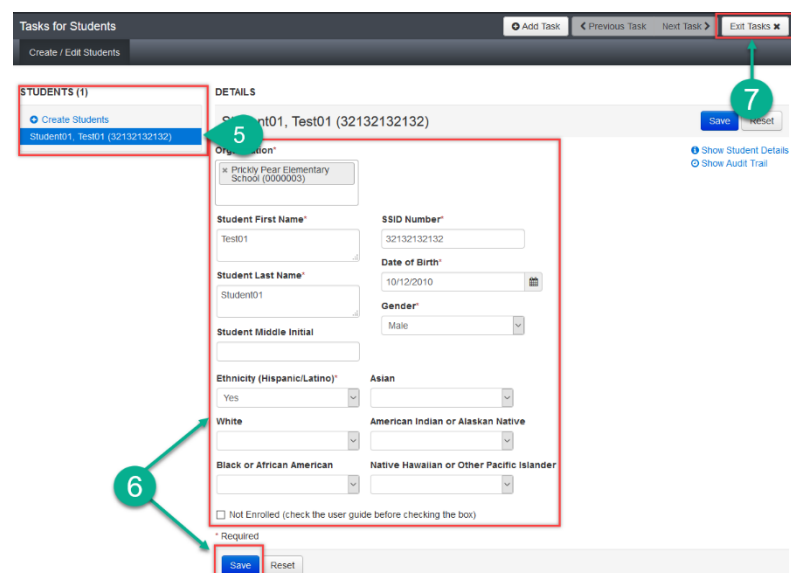 Tasks for Students
Add Task
Previous Task
Next Task
Exit Tasks
Create / Edit Students
7
STUDENTS (1)
DETAILS
Create Students
Student01, Test01 (32132132132)
5
nt01, Test01 (32132132132)
Save
Reset
Show Student Details
Show Audit Trail
Prickly Pear Elementary
School (0000003)
Student First Name*
SSID Number*
Test01
32132132132
Date of Birth*
Student Last Name*
10/12/2010
Student01
Gender*
Male
Student Middle Initial
Ethnicity (Hispanic/Latino)*
Asian
Yes
White
American Indian or Alaskan Native
6
Black or African American
Native Hawaiian or Other Pacific Islander
Not Enrolled (check the user guide before checking the box)
* Required
Save
Reset